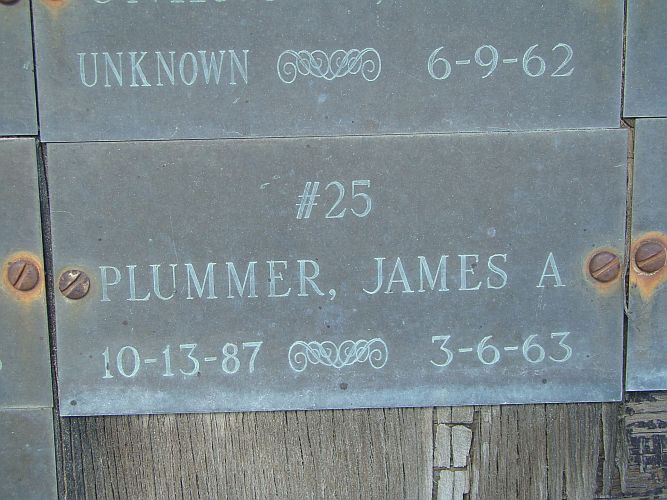 UNKNOWN 6-9-62
#25
PLUMMER, JAMES A
10-13-87 3-6-63